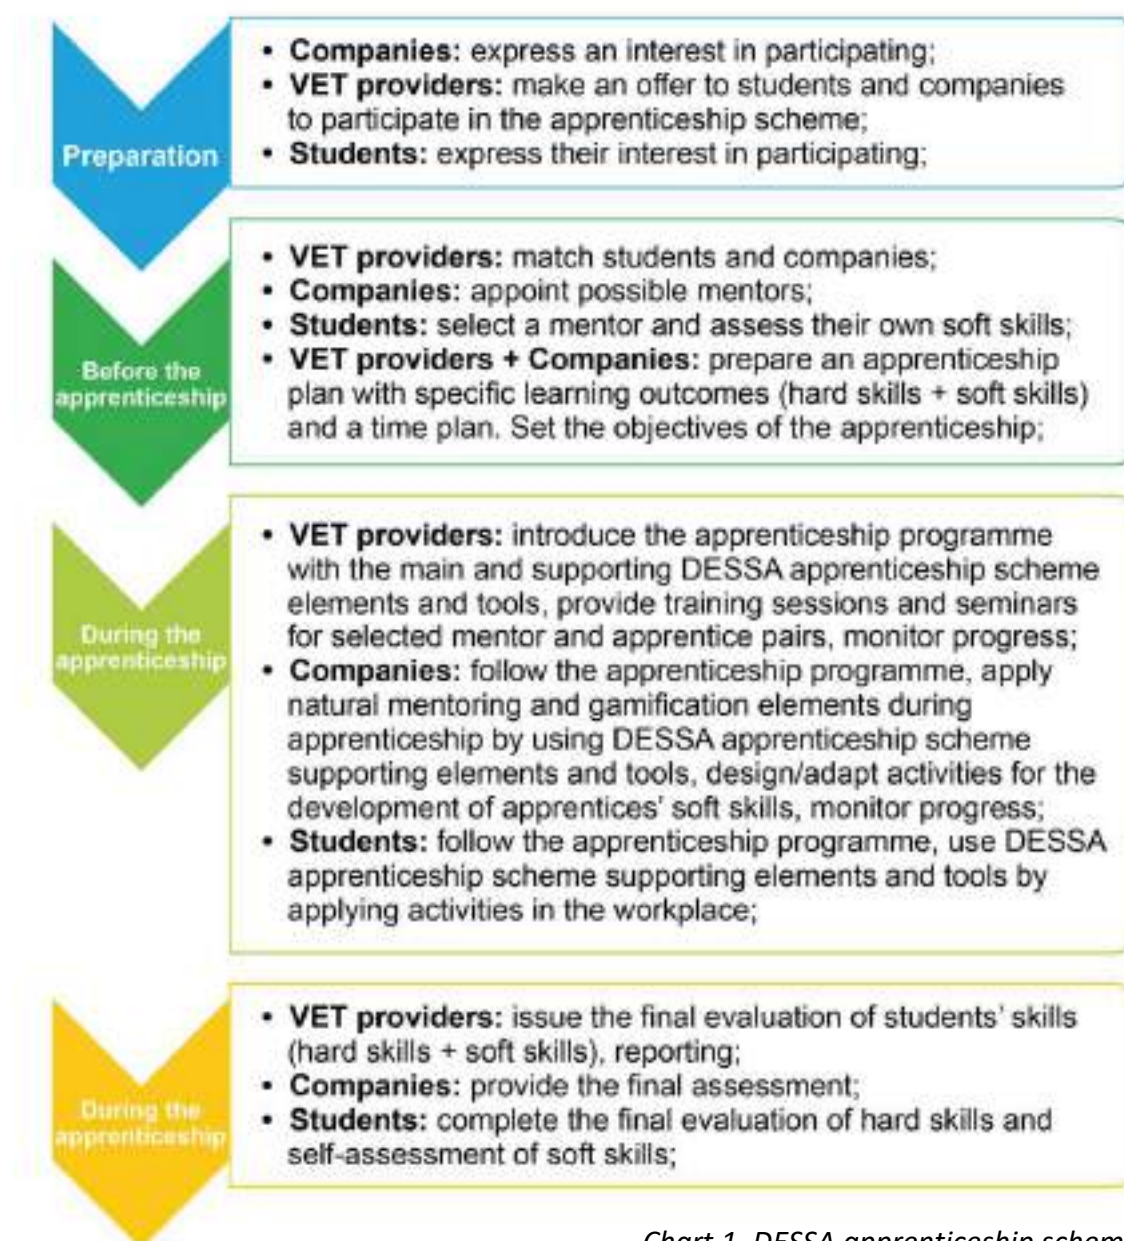 Preparation
• Companies: express an interest in participating;
• VET providers: make an offer to students and companies
to participate in the apprenticeship scheme;
• Students: express their interest in participating;
Before the
apprenticeship
• VET providers: match students and companies;
• Companies: appoint possible mentors;
• Students: select a mentor and assess their own soft skills;
• VET providers + Companies: prepare an apprenticeship
plan with specific learning outcomes (hard skills + soft skills)
and a time plan. Set the objectives of the apprenticeship;
During the
apprenticeship
• VET providers: introduce the apprenticeship programme
with the main and supporting DESSA apprenticeship scheme
elements and tools, provide training sessions and seminars
for selected mentor and apprentice pairs, monitor progress;
• Companies: follow the apprenticeship programme, apply
natural mentoring and gamification elements during
apprenticeship by using DESSA apprenticeship scheme
supporting elements and tools, design/adapt activities for the
development of apprentices' soft skills, monitor progress;
• Students: follow the apprenticeship programme, use DESSA
apprenticeship scheme supporting elements and tools by
applying activities in the workplace;
During the
apprenticeship
• VET providers: issue the final evaluation of students' skills
(hard skills + soft skills), reporting;
• Companies: provide the final assessment;
• Students: complete the final evaluation of hard skills and
self-assessment of soft skills;
Chart 1. DESSA apprenticeship schem